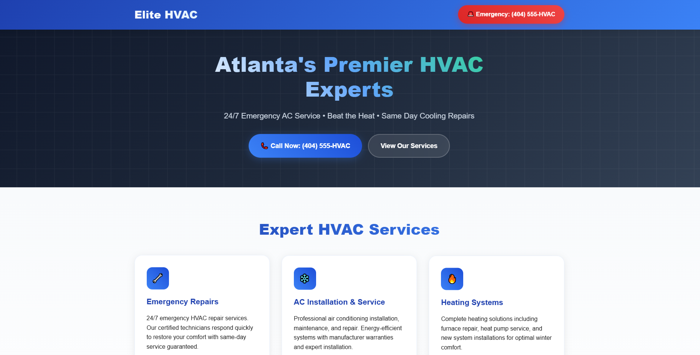 Elite HVAC
🚨 Emergency: (404) 555-HVAC
Atlanta's Premier HVAC
Experts
24/7 Emergency AC Service • Beat the Heat • Same Day Cooling Repairs
📞 Call Now: (404) 555-HVAC
View Our Services
Expert HVAC Services
Emergency Repairs
24/7 emergency HVAC repair services.
Our certified technicians respond quickly
to restore your comfort with same-day
service guaranteed.
AC Installation & Service
Professional air conditioning installation,
maintenance, and repair. Energy-efficient
systems with manufacturer warranties
and expert installation.
Heating Systems
Complete heating solutions including
furnace repair, heat pump service, and
new system installations for optimal winter
comfort.